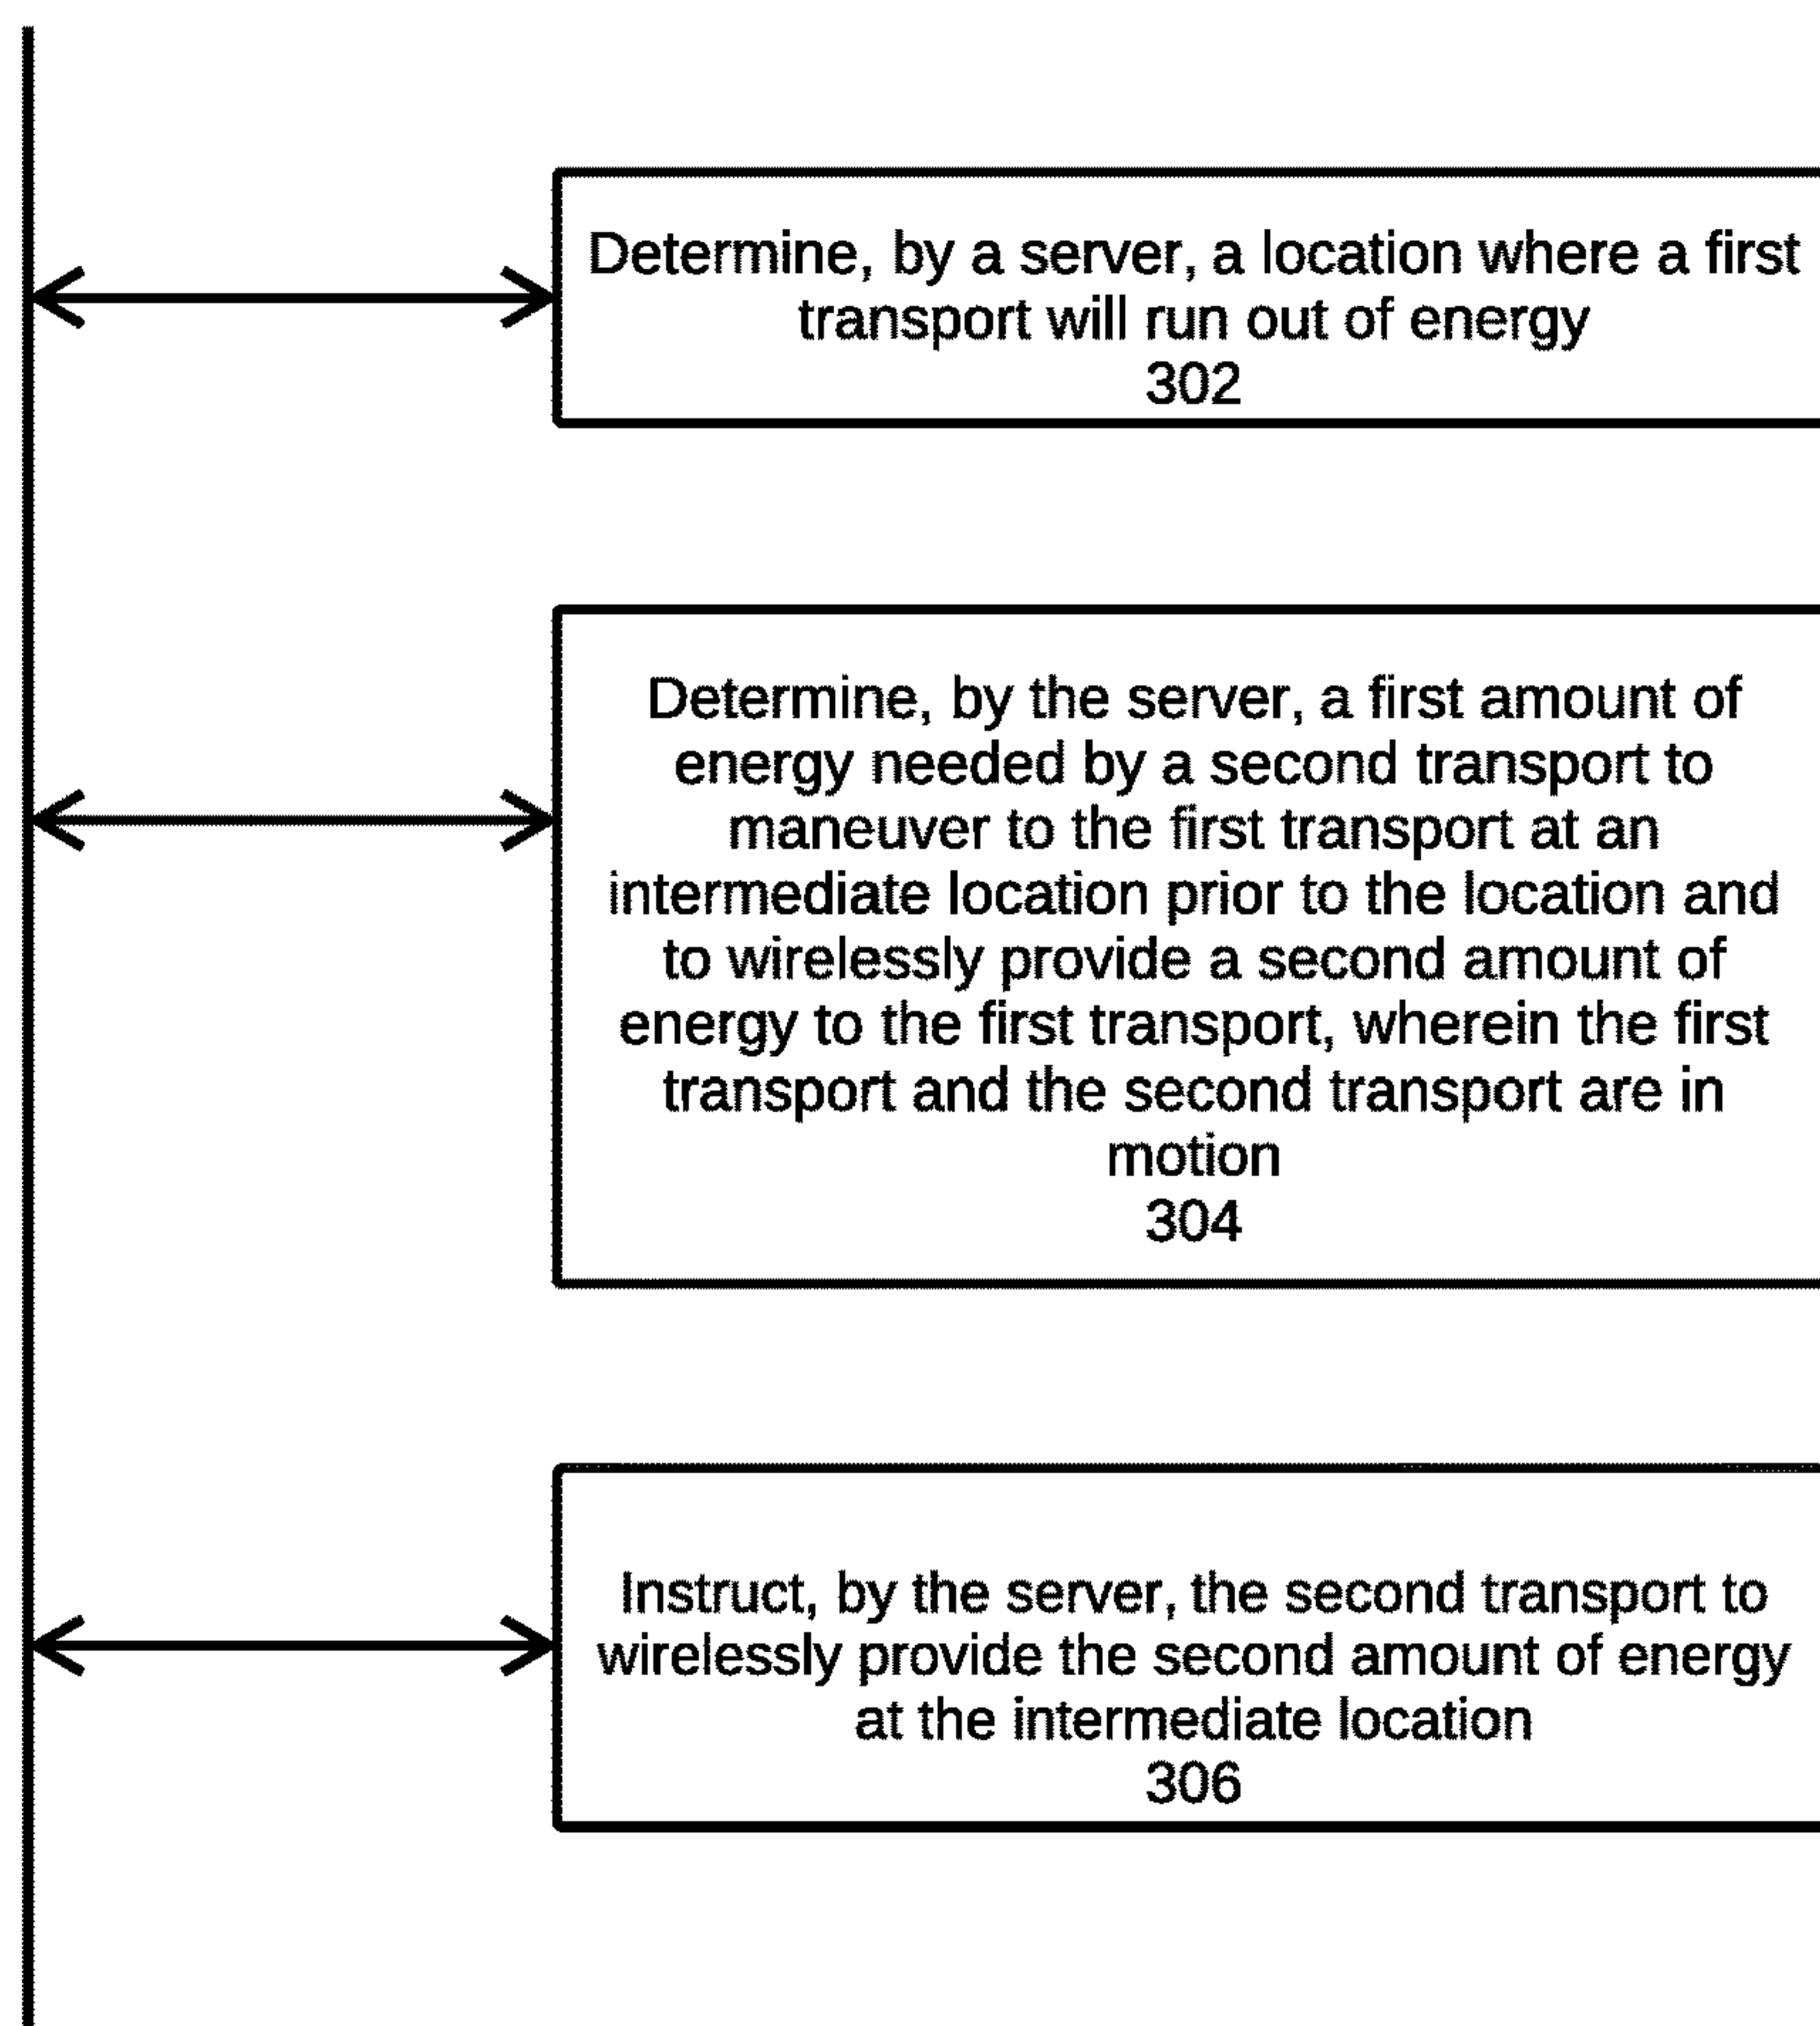 Determine, by a server, a location where a first
transport will run out of energy
302
Determine, by the server, a first amount of
energy needed by a second transport to
maneuver to the first transport at an
intermediate location prior to the location and
to wirelessly provide a second amount of
energy to the first transport, wherein the first
transport and the second transport are in
motion
304
Instruct, by the server, the second transport to
wirelessly provide the second amount of energy
at the intermediate location
306